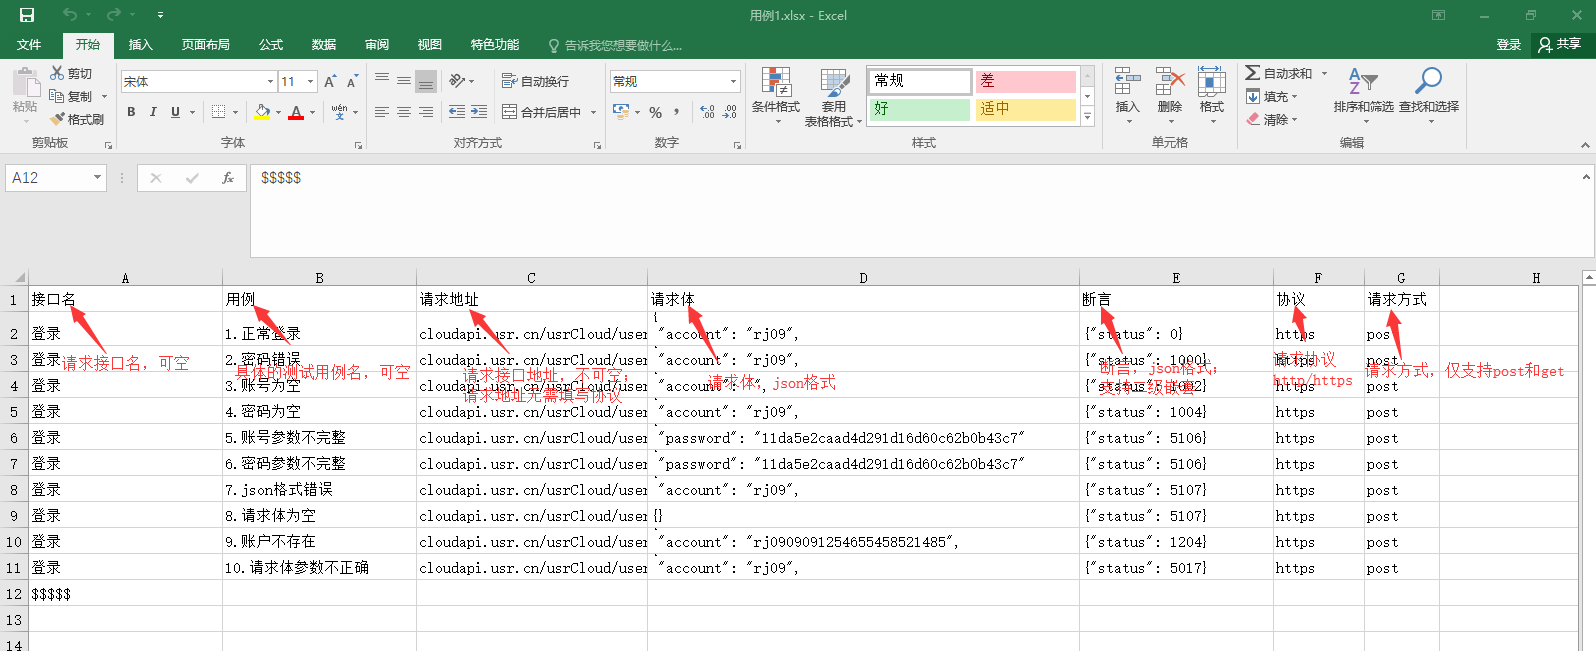 用例1.xlsx - Excel
文件 开始 插入 页面布局 公式 数据 审阅 视图 特色功能 告诉我您想要做什么... 登录 共享
粘贴 剪切 复制 格式刷 剪贴板
宋体 11 A A B I U A wén 文 字体
自动换行 合并后居中 对齐方式
常规 % , .00 数字
条件格式 套用 表格格式 常规 差 好 适中 样式
插入 删除 格式 单元格
自动求和 填充 清除 排序和筛选 查找和选择 编辑
A12 fx $$$$$
A B C D E F G H
1 接口名 用例 请求地址 请求体 断言 协议 请求方式
{
2 登录 1.正常登录 cloudapi.usr.cn/usrCloud/user "account": "rj09", {"status": 0} https pos
请求接口名，可空
具体的测试用例名，可空
请求接口地址，不可空；
请求地址无需填写协议
请求体，json格式
断言，json格式；
支持二级嵌套
请求协议
http/https
请求方式，仅支持post和get
3 登录 2.密码错误 cloudapi.usr.cn/usrCloud/user "account": "rj09", {"status": 1000} https post
4 登录 3.账号为空 cloudapi.usr.cn/usrCloud/user "account": https post
5 登录 4.密码为空 cloudapi.usr.cn/usrCloud/user "account": "rj09", {"status": 1004} https post
6 登录 5.账号参数不完整 cloudapi.usr.cn/usrCloud/user "password": "11da5e2caad4d291d16d60c62b0b43c7" {"status": 5106} https post
7 登录 6.密码参数不完整 cloudapi.usr.cn/usrCloud/user "password": "11da5e2caad4d291d16d60c62b0b43c7" {"status": 5106} https post
8 登录 7.json格式错误 cloudapi.usr.cn/usrCloud/user "account": "rj09", {"status": 5107} https post
9 登录 8.请求体为空 cloudapi.usr.cn/usrCloud/user {} {"status": 5107} https post
10 登录 9.账户不存在 cloudapi.usr.cn/usrCloud/user "account": "rj0909091254655458521485", {"status": 1204} https post
11 登录 10.请求体参数不正确 cloudapi.usr.cn/usrCloud/user "account": "rj09", {"status": 5017} https post
12 $$$$$
13
14